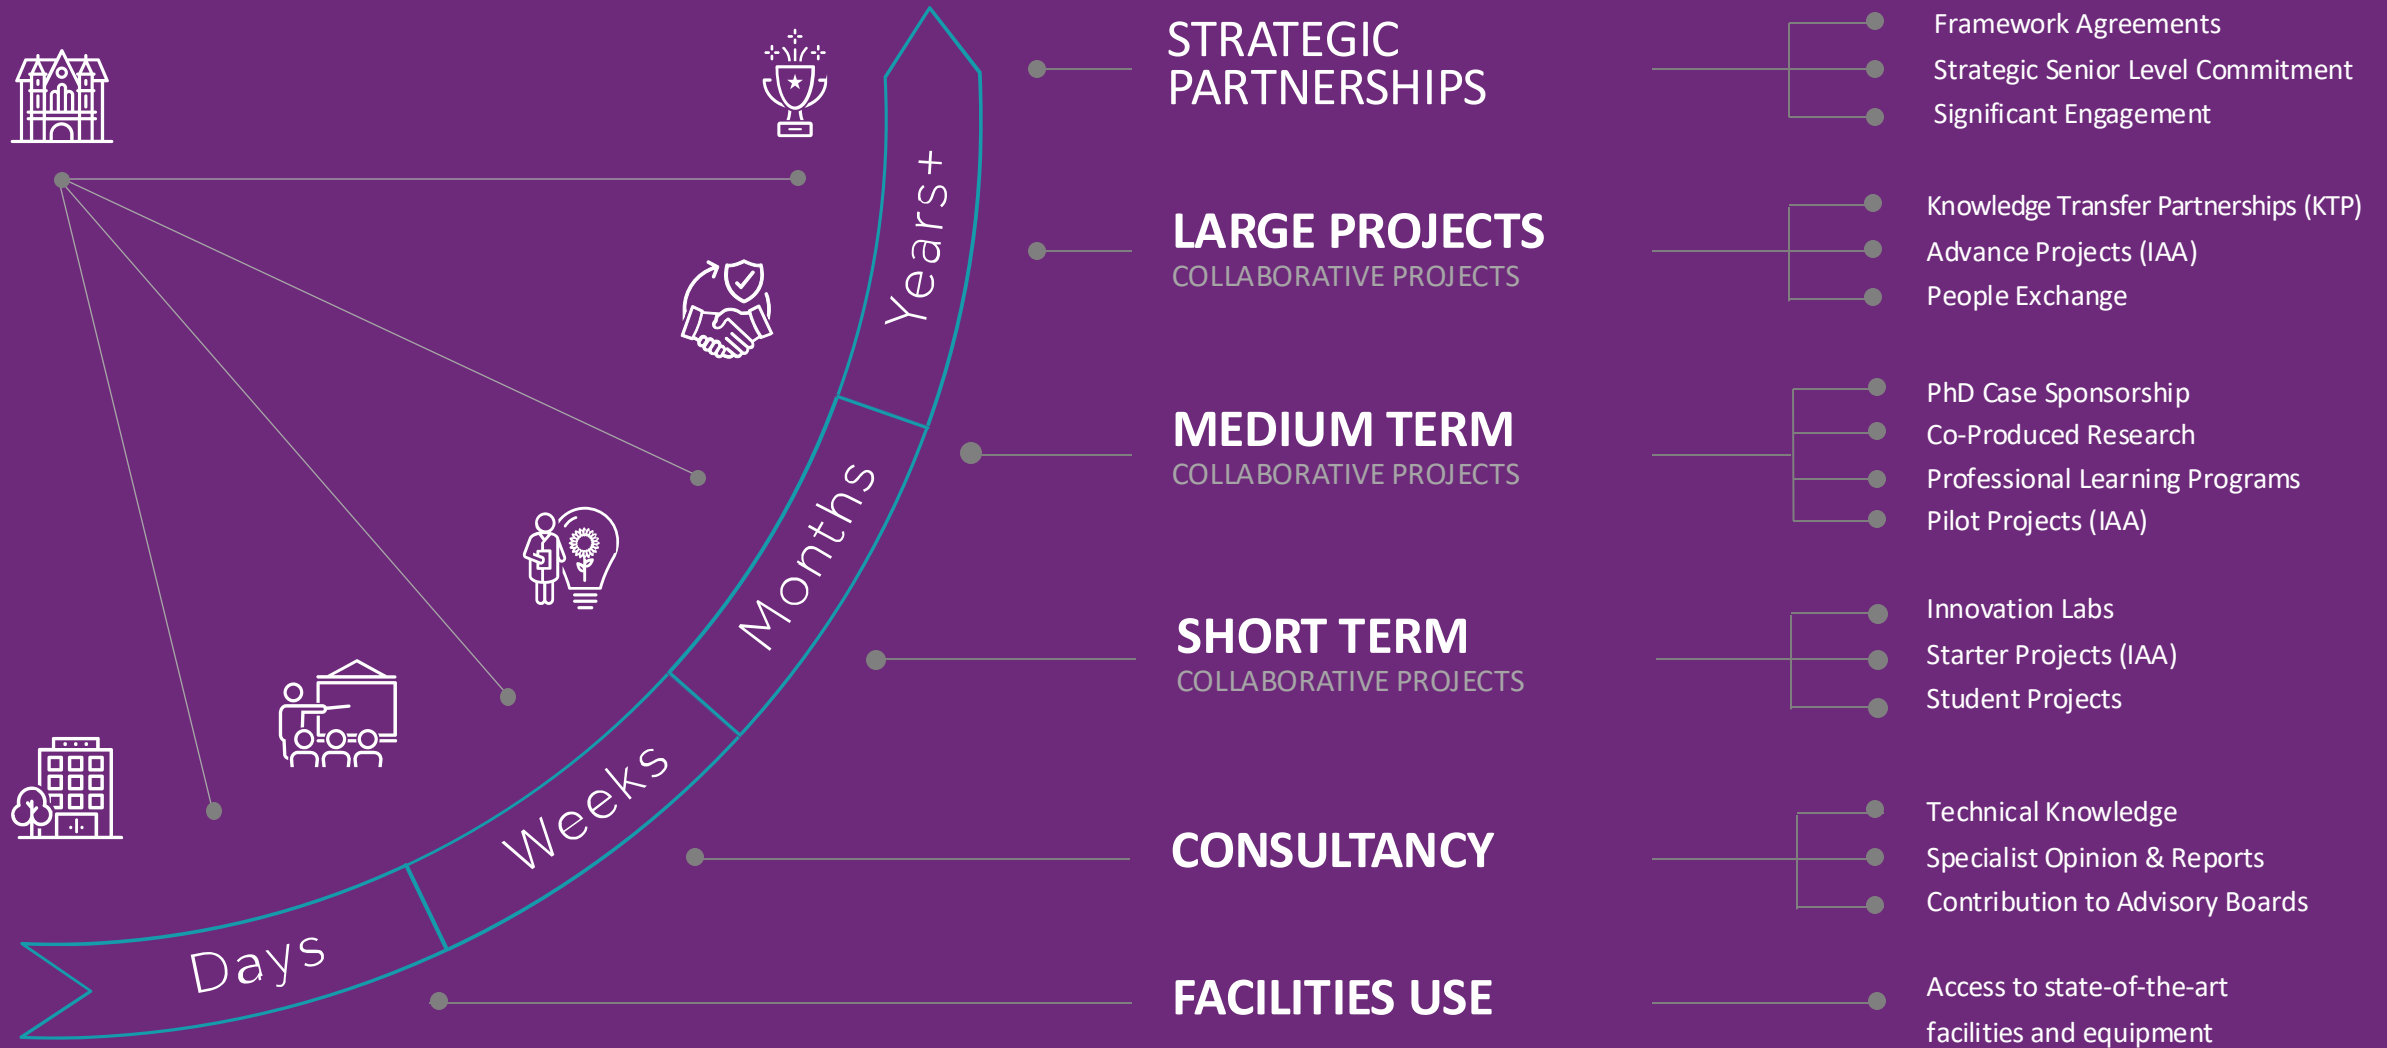 STRATEGIC
PARTNERSHIPS
Framework Agreements
Strategic Senior Level Commitment
Significant Engagement
LARGE PROJECTS
COLLABORATIVE PROJECTS
Knowledge Transfer Partnerships (KTP)
Advance Projects (IAA)
People Exchange
MEDIUM TERM
COLLABORATIVE PROJECTS
PhD Case Sponsorship
Co-Produced Research
Professional Learning Programs
Pilot Projects (IAA)
SHORT TERM
COLLABORATIVE PROJECTS
Innovation Labs
Starter Projects (IAA)
Student Projects
CONSULTANCY
Technical Knowledge
Specialist Opinion & Reports
Contribution to Advisory Boards
FACILITIES USE
Access to state-of-the-art
facilities and equipment
Years+
Months
Weeks
Days